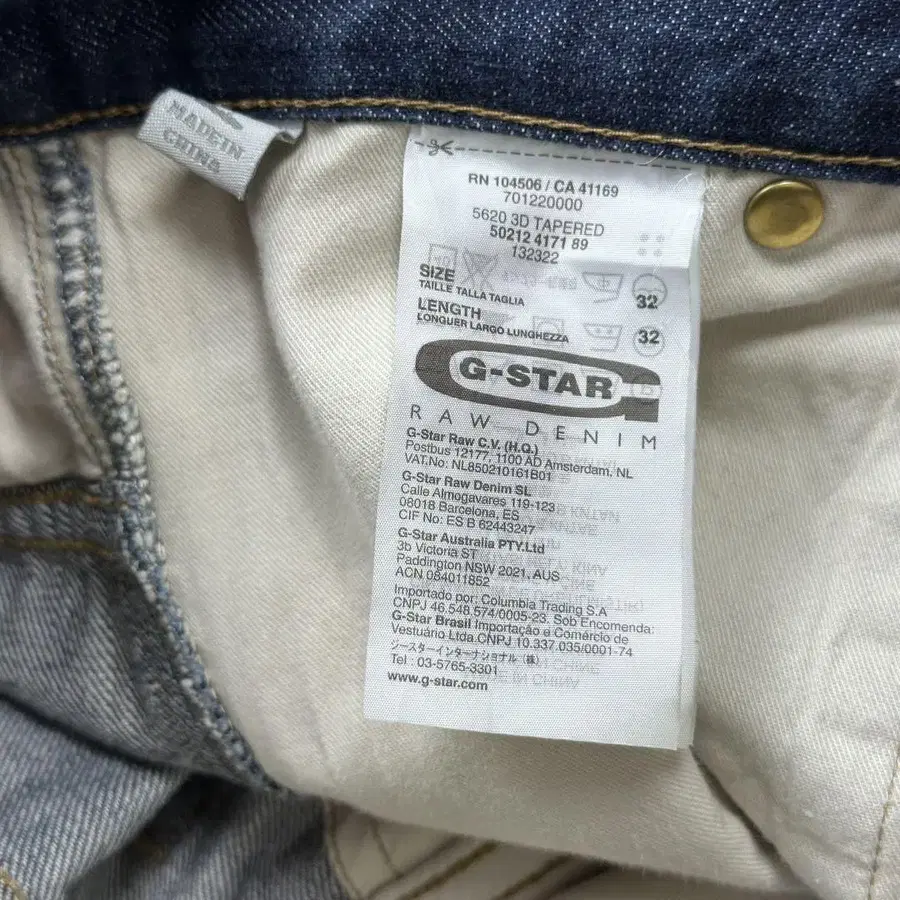 MADE IN
CHINA
RN 104506 / CA 41169
701220000
5620 3D TAPERED
50212 4171 89
132322
SIZE
TAILLE TALLA TAGLIA
32
LENGTH
LONGUER LARGO LUNGHEZZA
32
G-STAR
RAW DENIM
G-Star Raw C.V. (H.Q.)
Postbus 12177, 1100 AD Amsterdam, NL
VAT.No: NL850210161B01
G-Star Raw Denim SL
Calle Almogavares 119-123
08018 Barcelona, ES
CIF No: ES B 62443247
G-Star Australia PTY.Ltd
3b Victoria ST
Paddington NSW 2021, AUS
ACN 084011852
Importado por: Columbia Trading S.A
CNPJ 46.548.574/0005-23. Sob Encomenda:
G-Star Brasil Importação e Comércio de
Vestuário Ltda.CNPJ 10.337.035/0001-74
ジースターインターナショナル（株）
Tel : 03-5765-3301
www.g-star.com